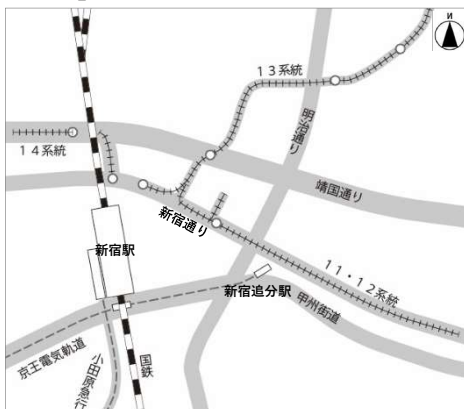 N
13系統
明治通り
14系統
靖国通り
新宿通り
新宿駅
11・12系統
新宿追分駅
甲州街道
京王電気軌道
国鉄
小田原急行